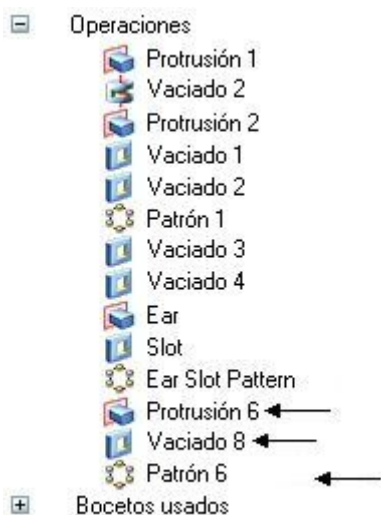 Operaciones
Protrusión 1
Vaciado 2
Protrusión 2
Vaciado 1
Vaciado 2
Patrón 1
Vaciado 3
Vaciado 4
Ear
Slot
Ear Slot Pattern
Protrusión 6
Vaciado 8
Patrón 6
Bocetos usados